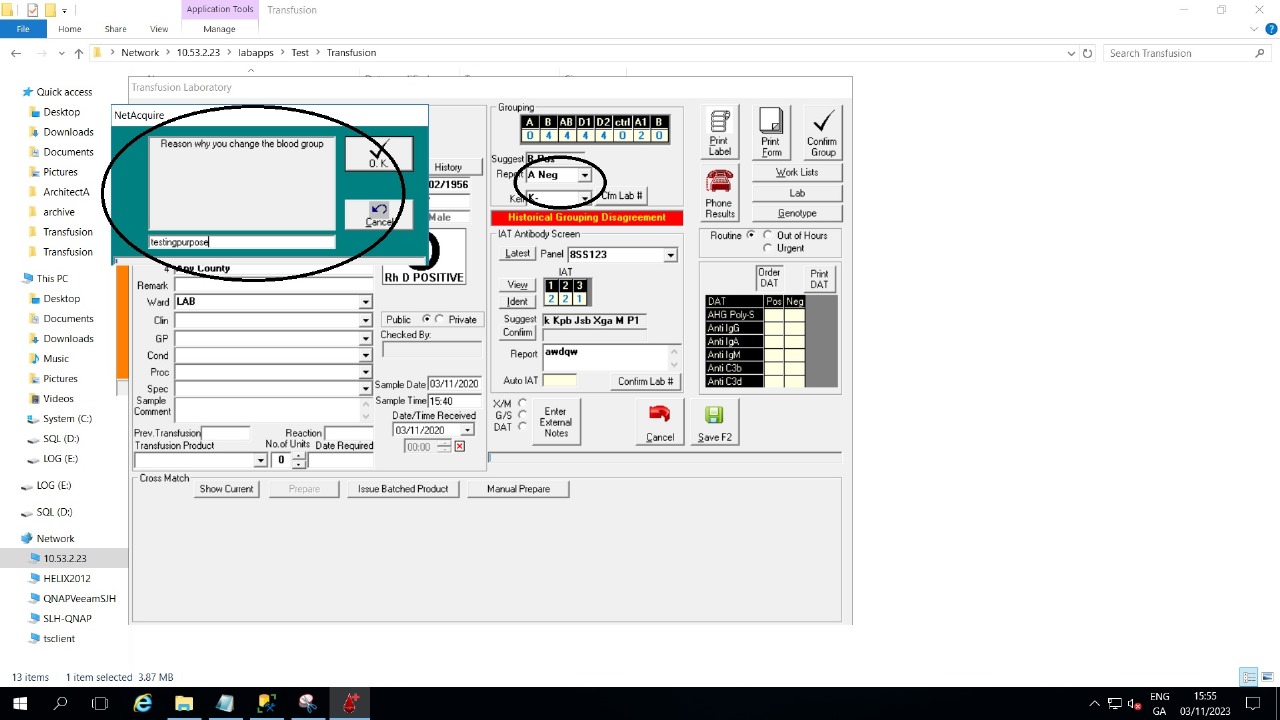 Application Tools
Transfusion
File
Home
Share
View
Manage
Network
10.53.2.23
labapps
Test
Transfusion
Search Transfusion
Quick access
Desktop
Downloads
Documents
Pictures
ArchitectA
archive
Transfusion
Transfusion
This PC
Desktop
Documents
Downloads
Music
Pictures
Videos
System (C:)
SQL (D:)
LOG (E:)
LOG (E:)
SQL (D:)
Network
10.53.2.23
HELIX2012
QNAPVeeamSJH
SLH-QNAP
tsclient
13 items
1 item selected 3.87 MB
Transfusion Laboratory
NetAcquire
Reason why you change the blood group
O. K.
Cancel
testingpurpose
History
02/1956
Male
Rh D POSITIVE
4 Any County
Remark
Ward LAB
Clin
GP
Cond
Proc
Spec
Sample
Comment
Public
Private
Checked By:
Sample Date 03/11/2020
Sample Time 15:40
Date/Time Received
03/11/2020
00:00
Prev.Transfusion
Reaction
Transfusion Product
No.of Units
Date Required
0
Grouping
A B AB D1 D2 ctrl A1 B
0 4 4 4 4 0 2 0
Suggest B Pos
Report A Neg
Kell K-
Cfm Lab #
Historical Grouping Disagreement
IAT Antibody Screen
Latest
Panel 8SS123
IAT
View
1 2 3
Ident
2 2 1
Suggest k Kpb Jsb Xga M P1
Confirm
Report awdqw
Auto IAT
Confirm Lab #
X/M
G/S
DAT
Enter
External
Notes
Cancel
Save F2
Print
Label
Print
Form
Confirm
Group
Phone
Results
Work Lists
Lab
Genotype
Routine
Out of Hours
Urgent
Order
DAT
Print
DAT
DAT Pos Neg
AHG Poly-S
Anti IgG
Anti IgA
Anti IgM
Anti C3b
Anti C3d
Cross Match
Show Current
Prepare
Issue Batched Product
Manual Prepare
ENG
GA
15:55
03/11/2023